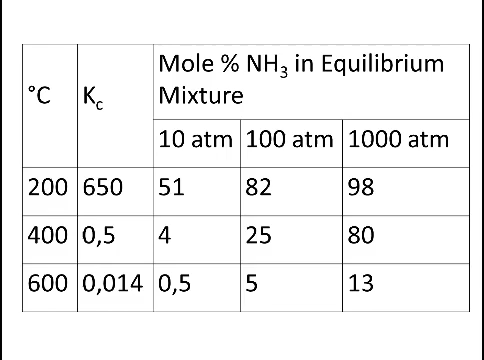 °C K꜀ Mole % NH₃ in Equilibrium
Mixture
10 atm 100 atm 1000 atm
200 650 51 82 98
400 0,5 4 25 80
600 0,014 0,5 5 13